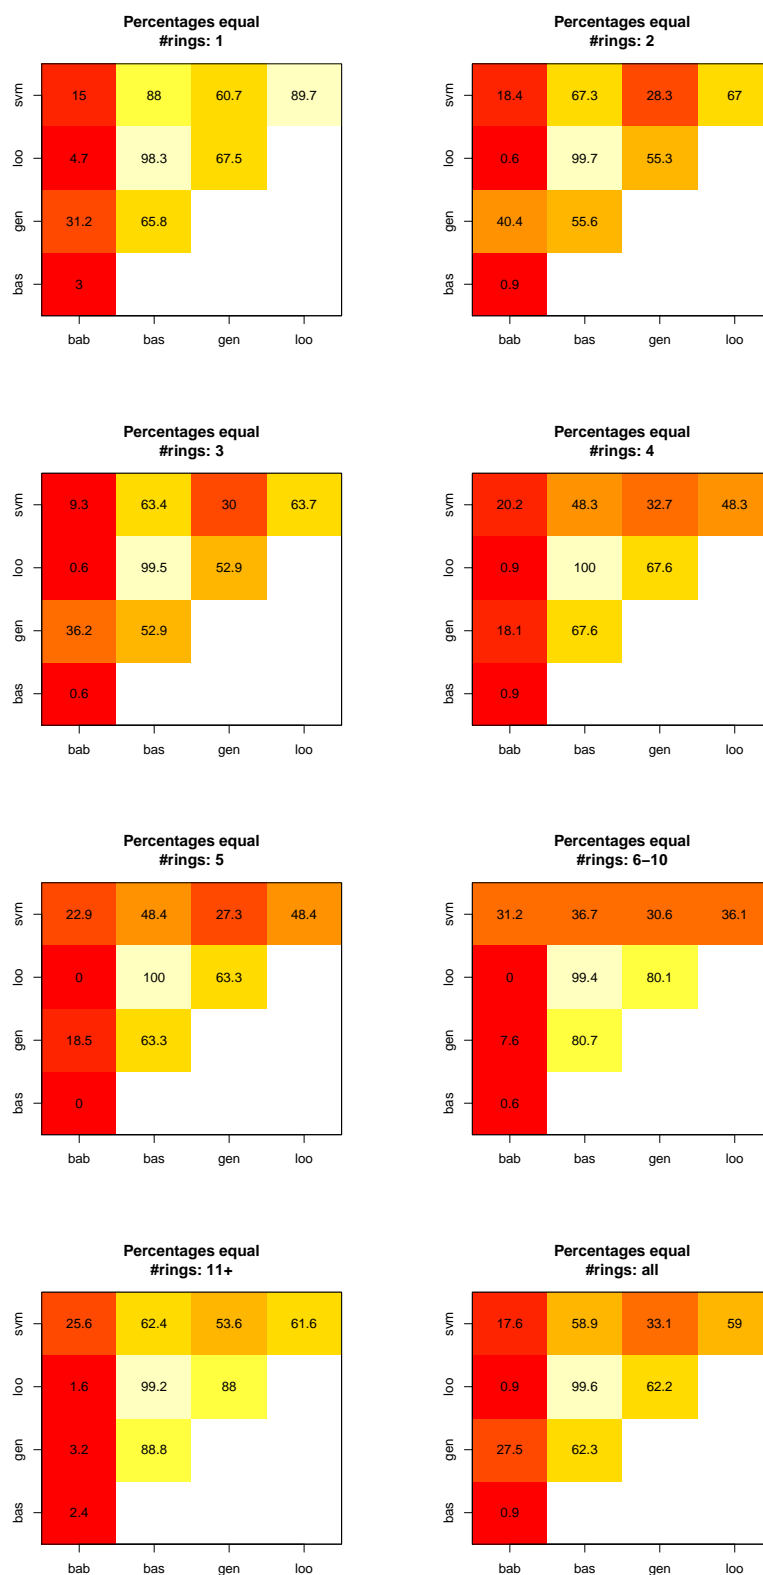 Percentages equal
#rings: 1
svm 15 88 60.7 89.7
loo 4.7 98.3 67.5
gen 31.2 65.8
bas 3
bab bas gen loo
Percentages equal
#rings: 2
svm 18.4 67.3 28.3 67
loo 0.6 99.7 55.3
gen 40.4 55.6
bas 0.9
bab bas gen loo
Percentages equal
#rings: 3
svm 9.3 63.4 30 63.7
loo 0.6 99.5 52.9
gen 36.2 52.9
bas 0.6
bab bas gen loo
Percentages equal
#rings: 4
svm 20.2 48.3 32.7 48.3
loo 0.9 100 67.6
gen 18.1 67.6
bas 0.9
bab bas gen loo
Percentages equal
#rings: 5
svm 22.9 48.4 27.3 48.4
loo 0 100 63.3
gen 18.5 63.3
bas 0
bab bas gen loo
Percentages equal
#rings: 6–10
svm 31.2 36.7 30.6 36.1
loo 0 99.4 80.1
gen 7.6 80.7
bas 0.6
bab bas gen loo
Percentages equal
#rings: 11+
svm 25.6 62.4 53.6 61.6
loo 1.6 99.2 88
gen 3.2 88.8
bas 2.4
bab bas gen loo
Percentages equal
#rings: all
svm 17.6 58.9 33.1 59
loo 0.9 99.6 62.2
gen 27.5 62.3
bas 0.9
bab bas gen loo